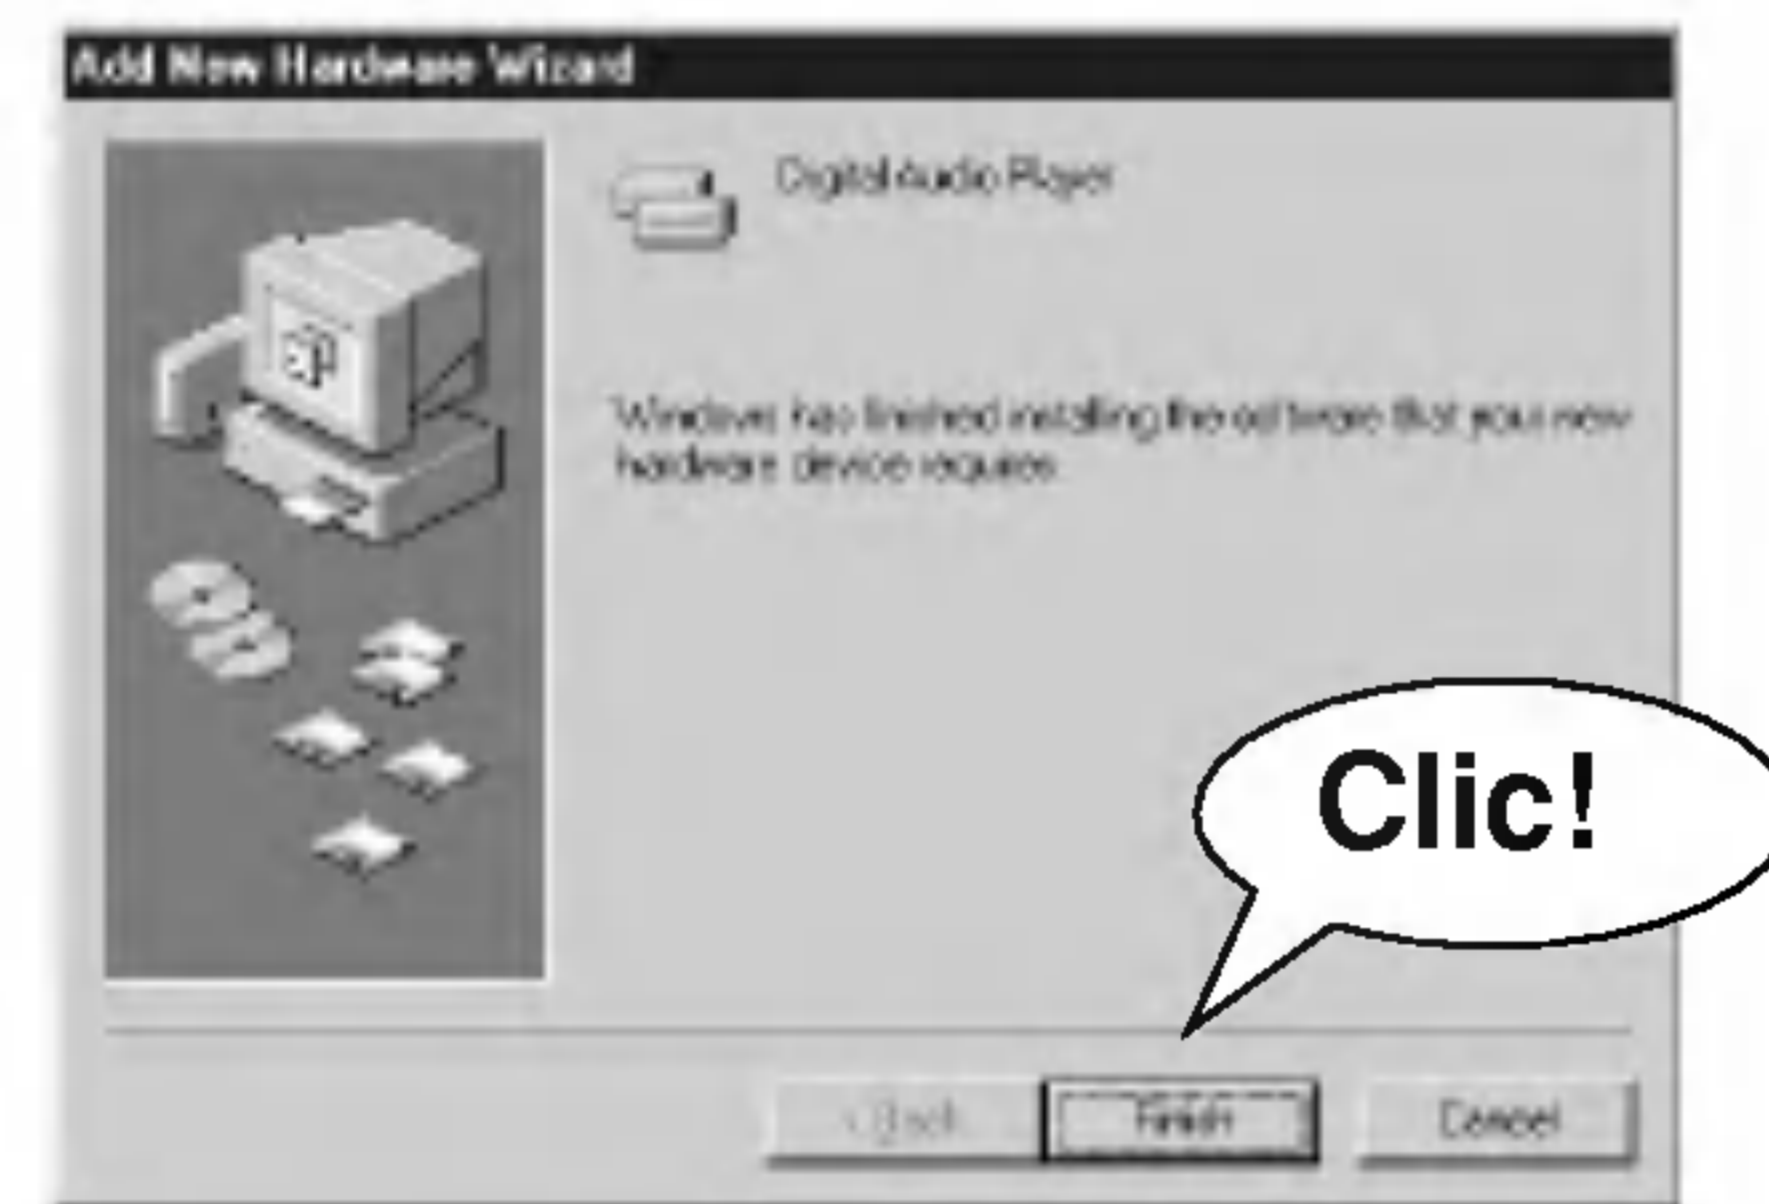 Add New Hardware Wizard
Digital Audio Player
Windows has finished installing the software that your new
hardware device requires.
Clic!
< Back
Finish
Cancel